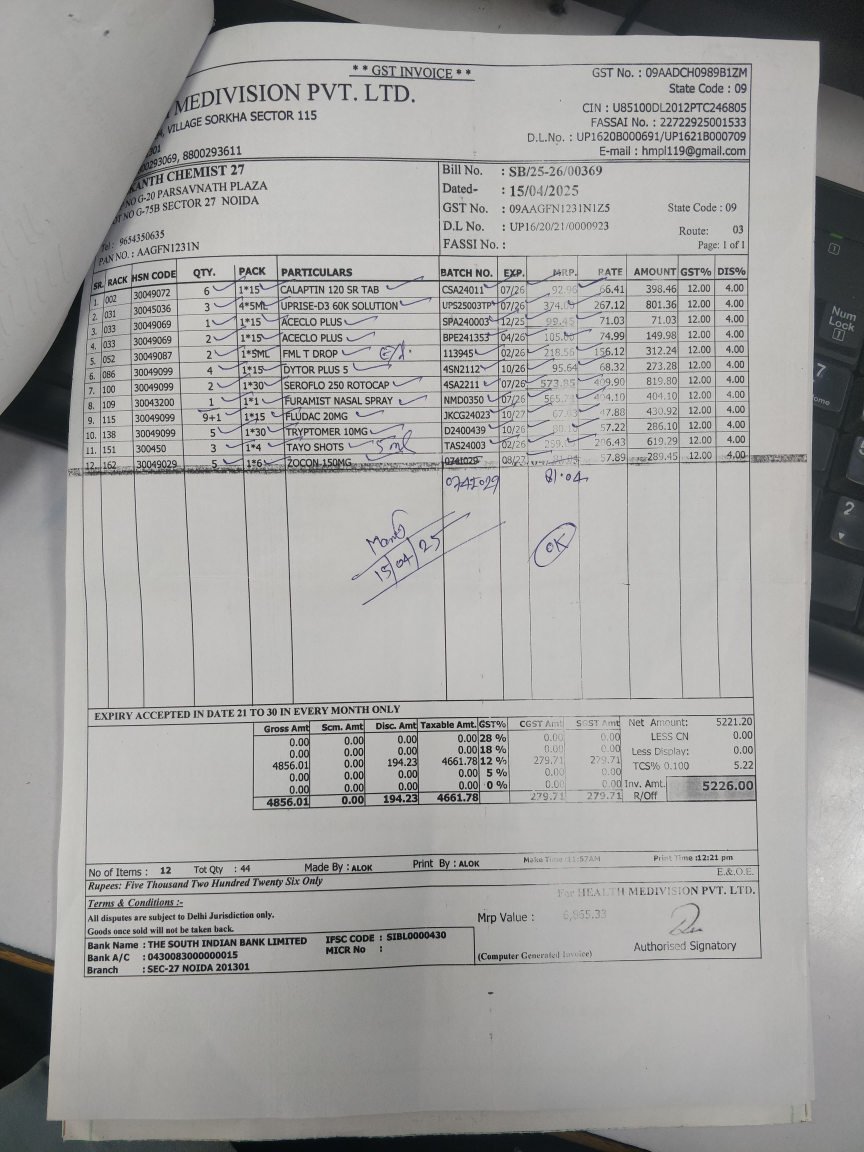 * * GST INVOICE * *
GST No. : 09AADCH0989B1ZM
State Code : 09
MEDIVISION PVT. LTD.
CIN : U85100DL2012PTC246805
VILLAGE SORKHA SECTOR 115
FASSAI No. : 22722925001533
D.L.No. : UP1620B000691/UP1621B000709
, 8800293611
E-mail : hmpl119@gmail.com
CHEMIST 27
NO G-20 PARSAVNATH PLAZA
NO G-75B SECTOR 27 NOIDA
Tel : 9654350635
PAN NO. : AAGFN1231N
Bill No. : SB/25-26/00369
Dated- : 15/04/2025
GST No. : 09AAGFN1231N1Z5 State Code : 09
D.L No. : UP16/20/21/0000923
Route: 03
FASSI No. : Page: 1 of 1
SR. RACK HSN CODE QTY. PACK PARTICULARS BATCH NO. EXP. MRP. RATE AMOUNT GST% DIS%
1. 002 30049072 6 1*15 CALAPTIN 120 SR TAB CSA24011 07/26 92.96 66.41 398.46 12.00 4.00
2. 031 30045036 3 4*5ML UPRISE-D3 60K SOLUTION UPS25003TP 07/26 267.12 801.36 12.00 4.00
3. 033 30049069 1 1*15 ACECLO PLUS SPA240003 12/25 99.45 71.03 71.03 12.00 4.00
4. 033 30049069 2 1*15 ACECLO PLUS BPE241353 04/26 74.99 149.98 12.00 4.00
5. 052 30049087 2 1*5ML FML T DROP 113945 02/26 218.56 156.12 312.24 12.00 4.00
6. 086 30049099 4 1*15 DYTOR PLUS 5 4SN2112 10/26 95.64 68.32 273.28 12.00 4.00
7. 100 30049099 2 1*30 SEROFLO 250 ROTOCAP 4SA2211 07/26 573.85 409.90 819.80 12.00 4.00
8. 109 30043200 1 1*1 FURAMIST NASAL SPRAY NMD0350 07/26 404.10 404.10 12.00 4.00
9. 115 30049099 9+1 1*15 FLUDAC 20MG JKCG24023 10/27 47.88 430.92 12.00 4.00
10. 138 30049099 5 1*30 TRYPTOMER 10MG D2400439 10/26 57.22 286.10 12.00 4.00
11. 151 300450 3 1*4 TAYO SHOTS 5ml TAS24003 02/26 206.43 619.29 12.00 4.00
12. 162 30049029 5 1*6 ZOCON 150MG 0741029 08/27 57.89 289.45 12.00 4.00
0741029 81.04
15/04/25
OK
EXPIRY ACCEPTED IN DATE 21 TO 30 IN EVERY MONTH ONLY
Gross Amt Scm. Amt Disc. Amt Taxable Amt. GST% CGST Amt SGST Amt
0.00 0.00 0.00 0.00 28 % 0.00 0.00
0.00 0.00 0.00 0.00 18 % 0.00 0.00
4856.01 0.00 194.23 4661.78 12 % 279.71 279.71
0.00 0.00 0.00 0.00 5 % 0.00 0.00
0.00 0.00 0.00 0.00 0 % 0.00 0.00
4856.01 0.00 194.23 4661.78 279.71 279.71
Net Amount: 5221.20
LESS CN 0.00
Less Display: 0.00
TCS% 0.100 5.22
Inv. Amt. 5226.00
R/Off
No of Items : 12 Tot Qty : 44 Made By : ALOK Print By : ALOK Make Time :11:57AM Print Time :12:21 pm
Rupees: Five Thousand Two Hundred Twenty Six Only
E.& O.E.
Terms & Conditions :-
All disputes are subject to Delhi Jurisdiction only.
Goods once sold will not be taken back.
For HEALTH MEDIVISION PVT. LTD.
Mrp Value :
Bank Name : THE SOUTH INDIAN BANK LIMITED IFSC CODE : SIBL0000430
Bank A/C : 0430083000000015 MICR No :
Branch : SEC-27 NOIDA 201301
(Computer Generated Invoice)
Authorised Signatory
Num
Lock
1
7
ome
2